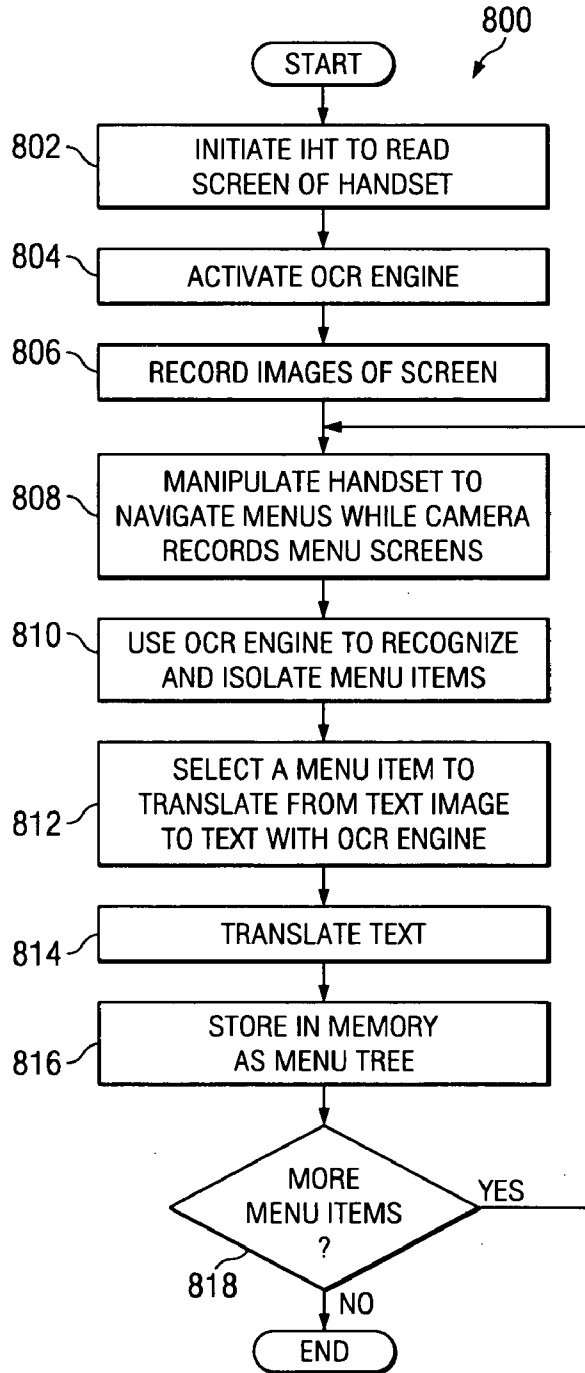 800
START
802
INITIATE IHT TO READ
SCREEN OF HANDSET
804
ACTIVATE OCR ENGINE
806
RECORD IMAGES OF SCREEN
808
MANIPULATE HANDSET TO
NAVIGATE MENUS WHILE CAMERA
RECORDS MENU SCREENS
810
USE OCR ENGINE TO RECOGNIZE
AND ISOLATE MENU ITEMS
812
SELECT A MENU ITEM TO
TRANSLATE FROM TEXT IMAGE
TO TEXT WITH OCR ENGINE
814
TRANSLATE TEXT
816
STORE IN MEMORY
AS MENU TREE
MORE
MENU ITEMS
?
YES
818
NO
END